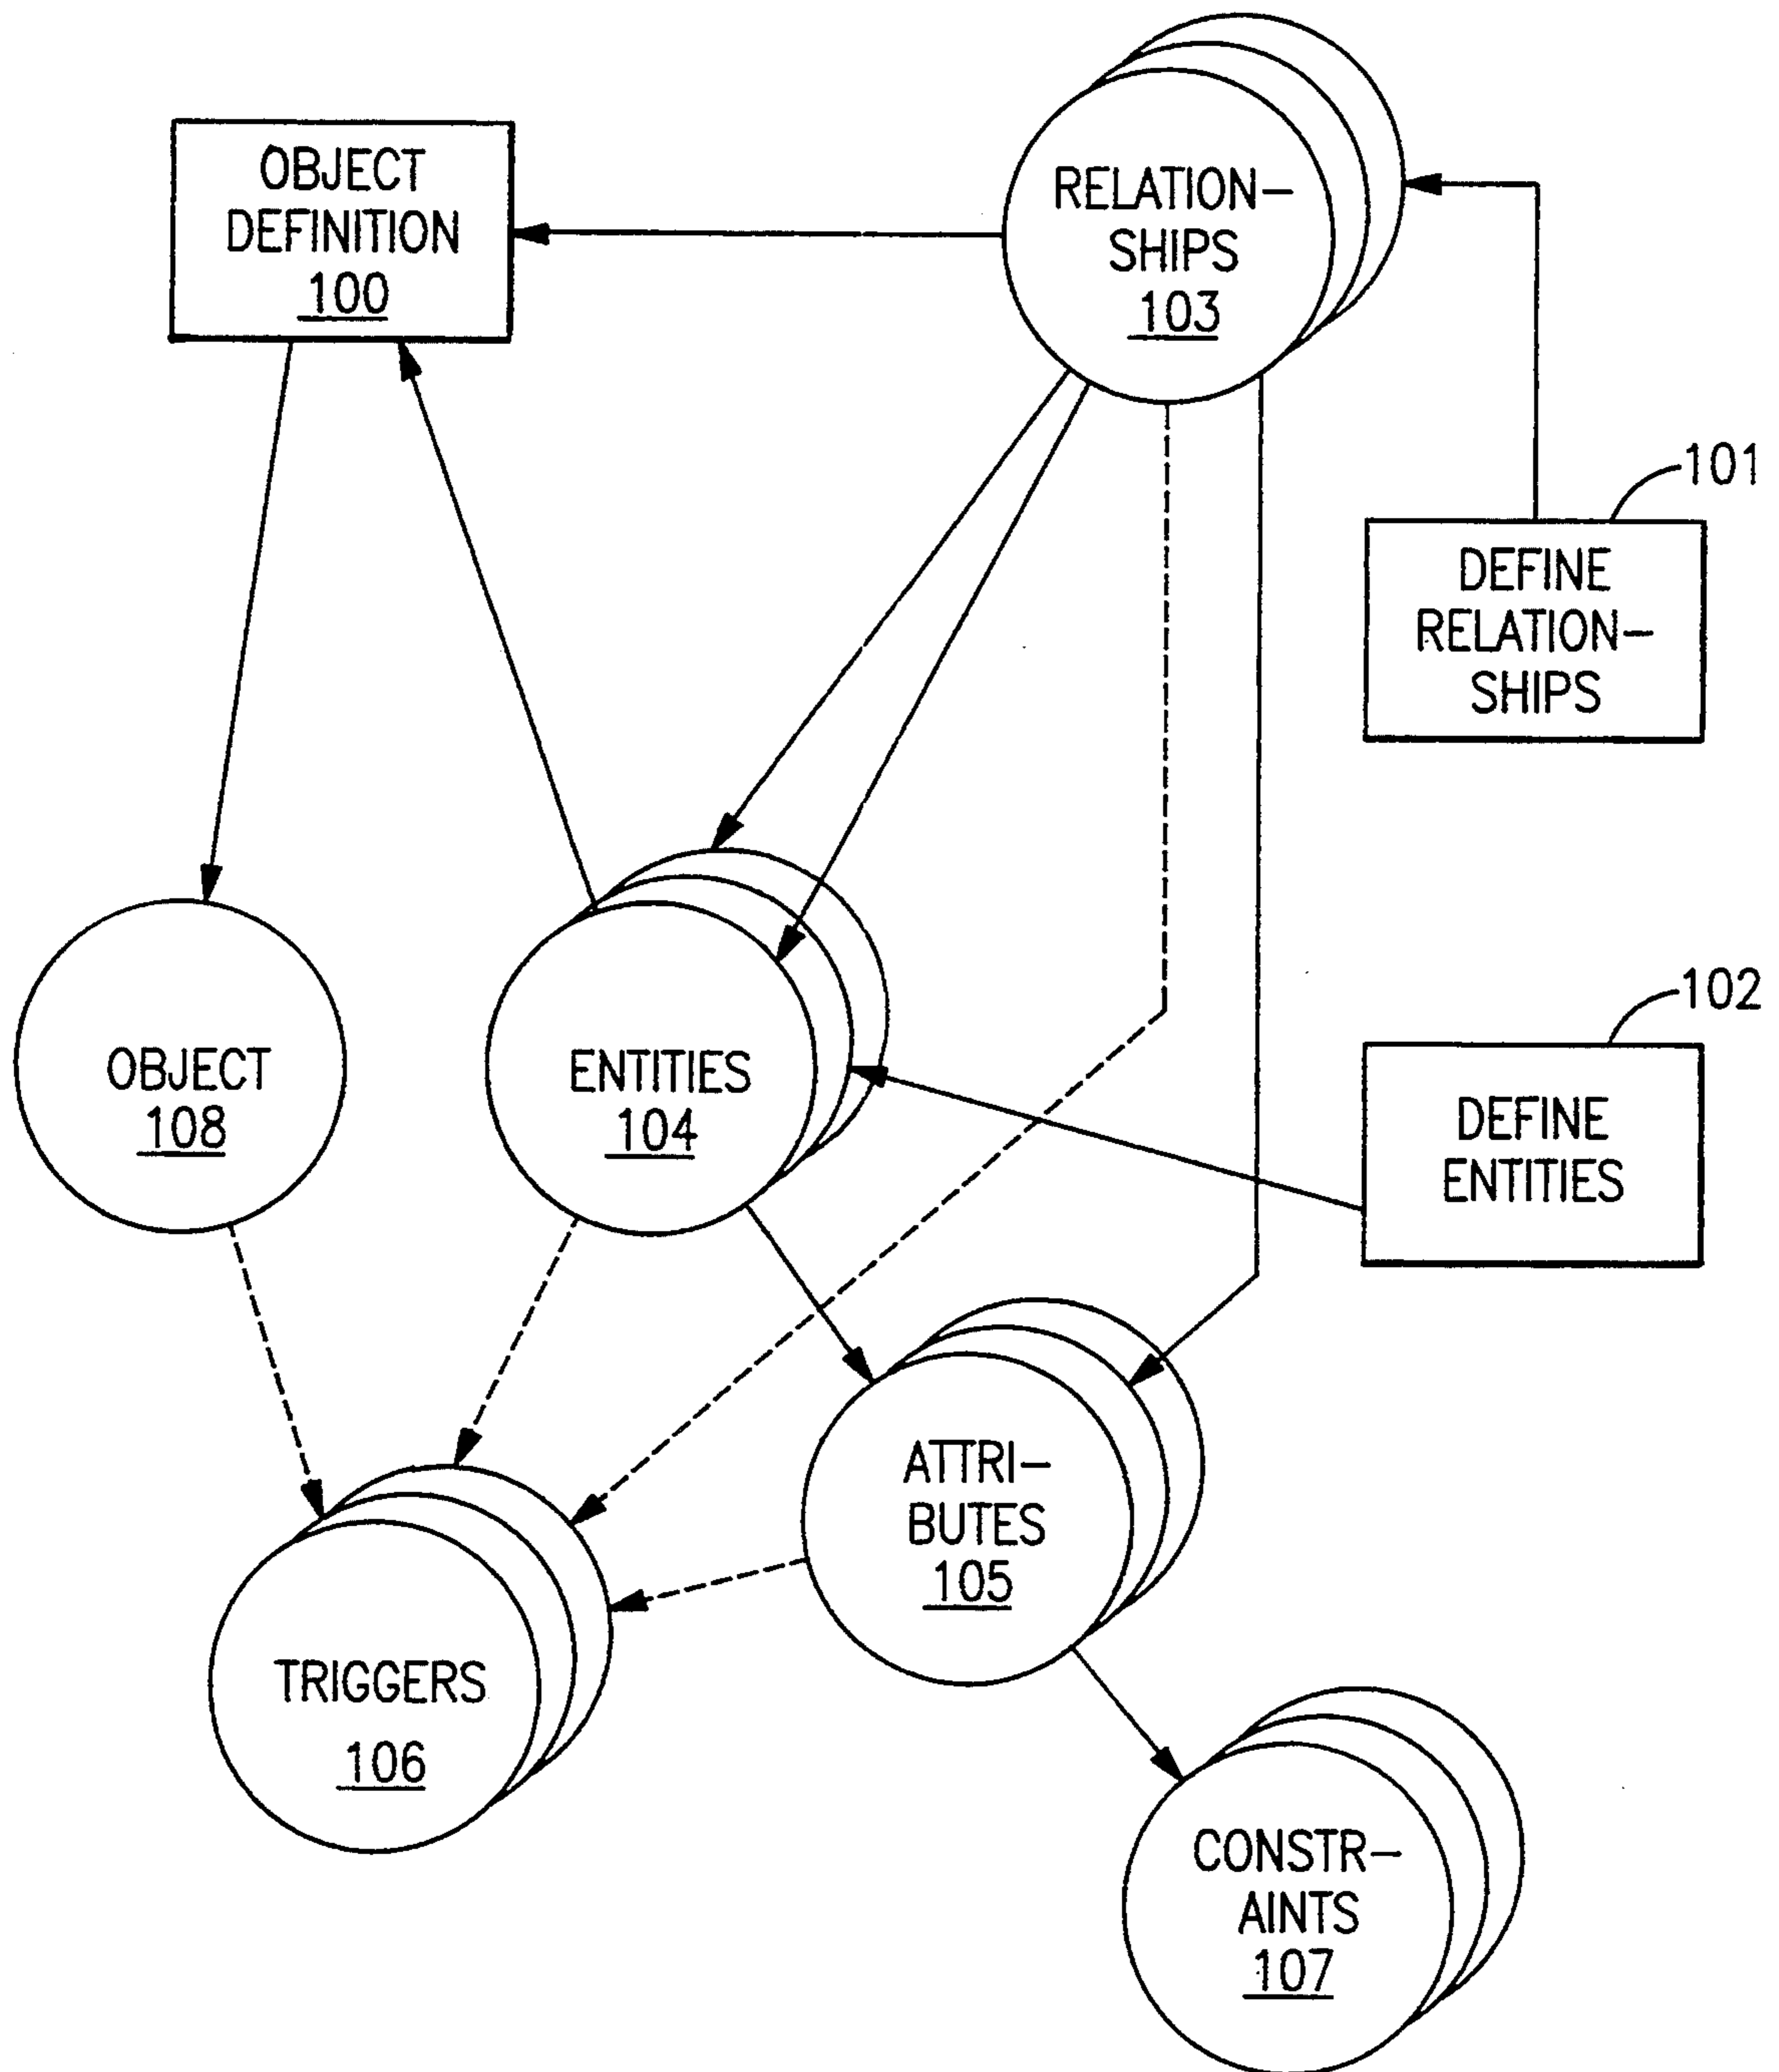 OBJECT
DEFINITION
100
RELATION-
SHIPS
103
101
DEFINE
RELATION-
SHIPS
OBJECT
108
ENTITIES
104
102
DEFINE
ENTITIES
ATTRI-
BUTES
105
TRIGGERS
106
CONSTR-
AINTS
107